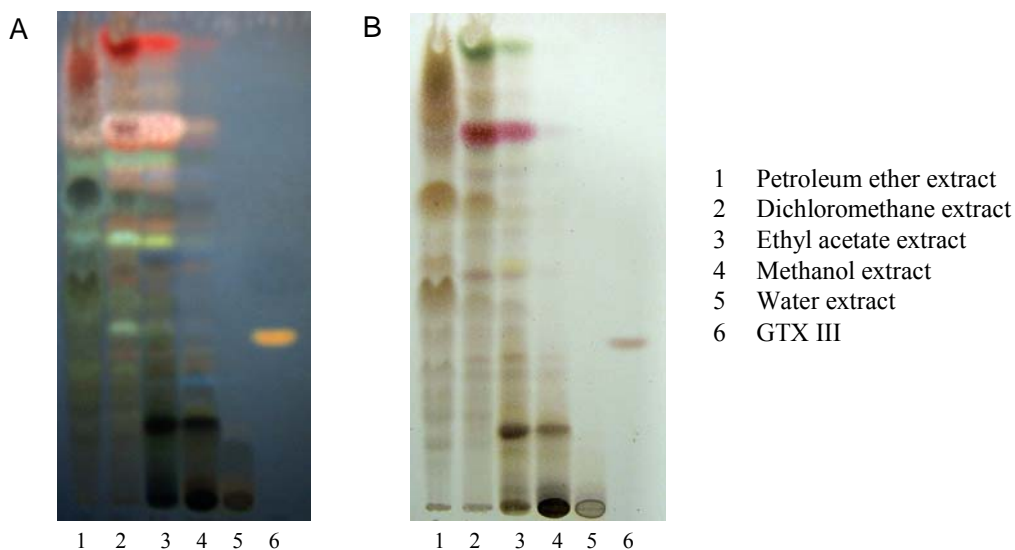 A
B
1 Petroleum ether extract
2 Dichloromethane extract
3 Ethyl acetate extract
4 Methanol extract
5 Water extract
6 GTX III
1 2 3 4 5 6
1 2 3 4 5 6